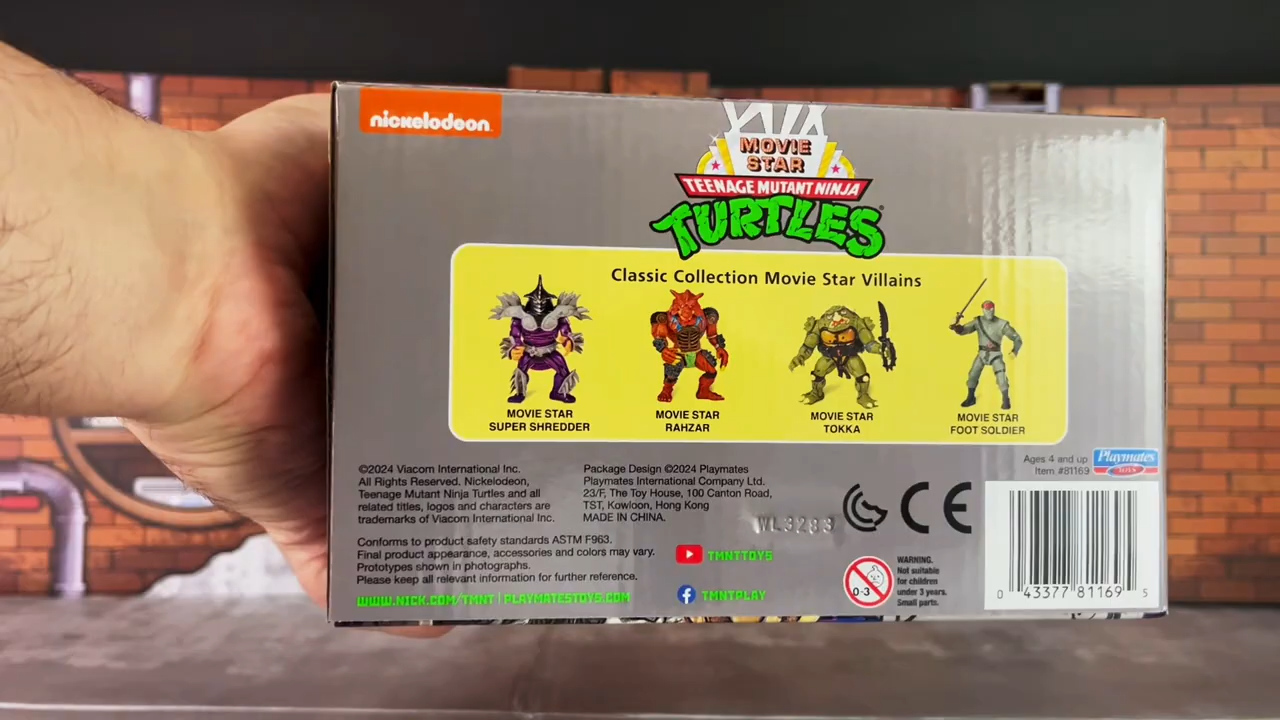 nickelodeon
MOVIE
STAR
TEENAGE MUTANT NINJA
TURTLES
Classic Collection Movie Star Villains
MOVIE STAR
SUPER SHREDDER
MOVIE STAR
RAHZAR
MOVIE STAR
TOKKA
MOVIE STAR
FOOT SOLDIER
©2024 Viacom International Inc.
All Rights Reserved. Nickelodeon,
Teenage Mutant Ninja Turtles and all
related titles, logos and characters are
trademarks of Viacom International Inc.
Package Design ©2024 Playmates
Playmates International Company Ltd.
23/F, The Toy House, 100 Canton Road,
TST, Kowloon, Hong Kong
MADE IN CHINA.
Conforms to product safety standards ASTM F963.
Final product appearance, accessories and colors may vary.
Prototypes shown in photographs.
Please keep all relevant information for further reference.
WWW.NICK.COM/TMNT | PLAYMATESTOYS.COM
WL3283
TMNTTOYS
TMNTPLAY
CE
0-3
WARNING.
Not suitable
for children
under 3 years.
Small parts.
Ages 4 and up
Item #81169
Playmates
TOYS
0 43377 81169 5